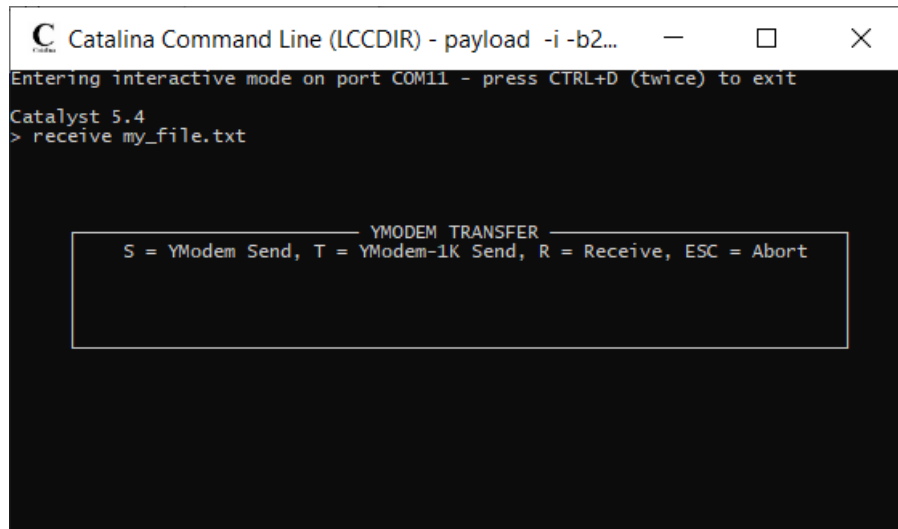 Catalina Command Line (LCCDIR) - payload -i -b2...
Entering interactive mode on port COM11 - press CTRL+D (twice) to exit
Catalyst 5.4
> receive my_file.txt
YMODEM TRANSFER
S = YModem Send, T = YModem-1K Send, R = Receive, ESC = Abort